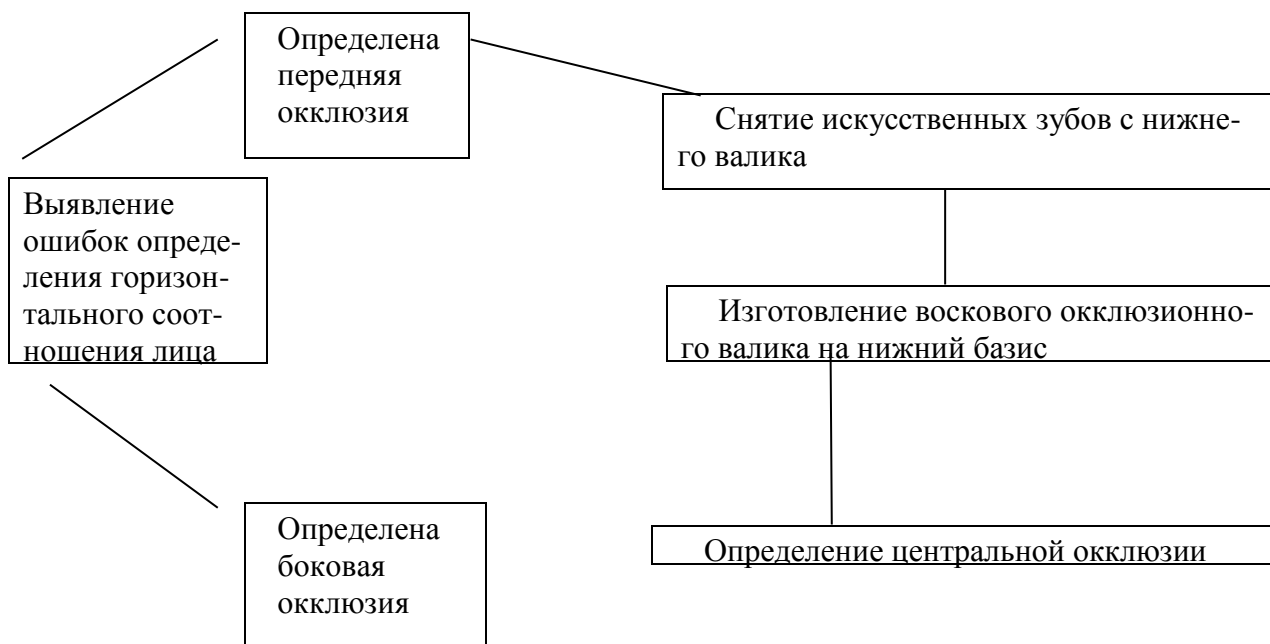 Определена
передняя
окклюзия
Снятие искусственных зубов с нижне-
го валика
Выявление
ошибок опреде-
ления горизон-
тального соот-
ношения лица
Изготовление воскового окклюзионно-
го валика на нижний базис
Определена
боковая
окклюзия
Определение центральной окклюзии